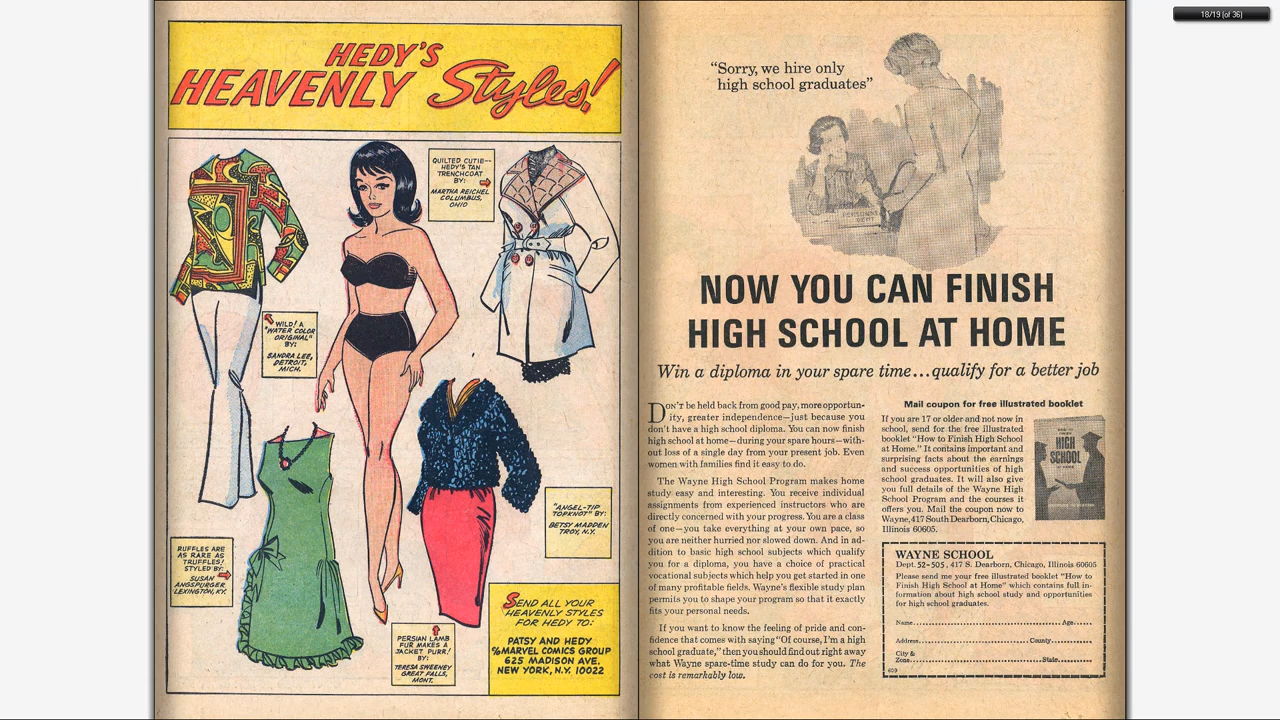 18/19 (of 36)
HEDY'S
HEAVENLY Styles!
QUILTED CUTIE--
HEDY'S TAN
TRENCHCOAT
BY:
MARTHA REICHEL
COLUMBUS,
OHIO
WILD! A
"WATER COLOR
ORIGINAL"
BY:
SANDRA LEE,
DETROIT,
MICH.
"ANGEL-TIP
TOPKNOT" BY:
BETSY MADDEN
TROY, N.Y.
RUFFLES ARE
AS RARE AS
TRUFFLES!
STYLED BY:
SUSAN
ANGSPURGER,
LEXINGTON, KY.
PERSIAN LAMB
FUR MAKES A
JACKET PURR!
BY:
TERESA SWEENEY
GREAT FALLS,
MONT.
SEND ALL YOUR
HEAVENLY STYLES
FOR HEDY TO:
PATSY AND HEDY
℅ MARVEL COMICS GROUP
625 MADISON AVE.
NEW YORK, N.Y. 10022
"Sorry, we hire only
high school graduates"
PERSONNEL
DEPT
NOW YOU CAN FINISH
HIGH SCHOOL AT HOME
Win a diploma in your spare time...qualify for a better job
Don't be held back from good pay, more opportun-
ity, greater independence—just because you
don't have a high school diploma. You can now finish
high school at home—during your spare hours—with-
out loss of a single day from your present job. Even
women with families find it easy to do.
The Wayne High School Program makes home
study easy and interesting. You receive individual
assignments from experienced instructors who are
directly concerned with your progress. You are a class
of one—you take everything at your own pace, so
you are neither hurried nor slowed down. And in ad-
dition to basic high school subjects which qualify
you for a diploma, you have a choice of practical
vocational subjects which help you get started in one
of many profitable fields. Wayne's flexible study plan
permits you to shape your program so that it exactly
fits your personal needs.
If you want to know the feeling of pride and con-
fidence that comes with saying "Of course, I'm a high
school graduate," then you should find out right away
what Wayne spare-time study can do for you. The
cost is remarkably low.
Mail coupon for free illustrated booklet
If you are 17 or older and not now in
school, send for the free illustrated
booklet "How to Finish High School
at Home." It contains important and
surprising facts about the earnings
and success opportunities of high
school graduates. It will also give
you full details of the Wayne High
School Program and the courses it
offers you. Mail the coupon now to
Wayne, 417 South Dearborn, Chicago,
Illinois 60605.
HOW TO
FINISH
HIGH
SCHOOL
AT HOME
WAYNE SCHOOL
Dept. 52-505, 417 S. Dearborn, Chicago, Illinois 60605
Please send me your free illustrated booklet "How to
Finish High School at Home" which contains full in-
formation about high school study and opportunities
for high school graduates.
Name Age
Address County
City &
Zone State